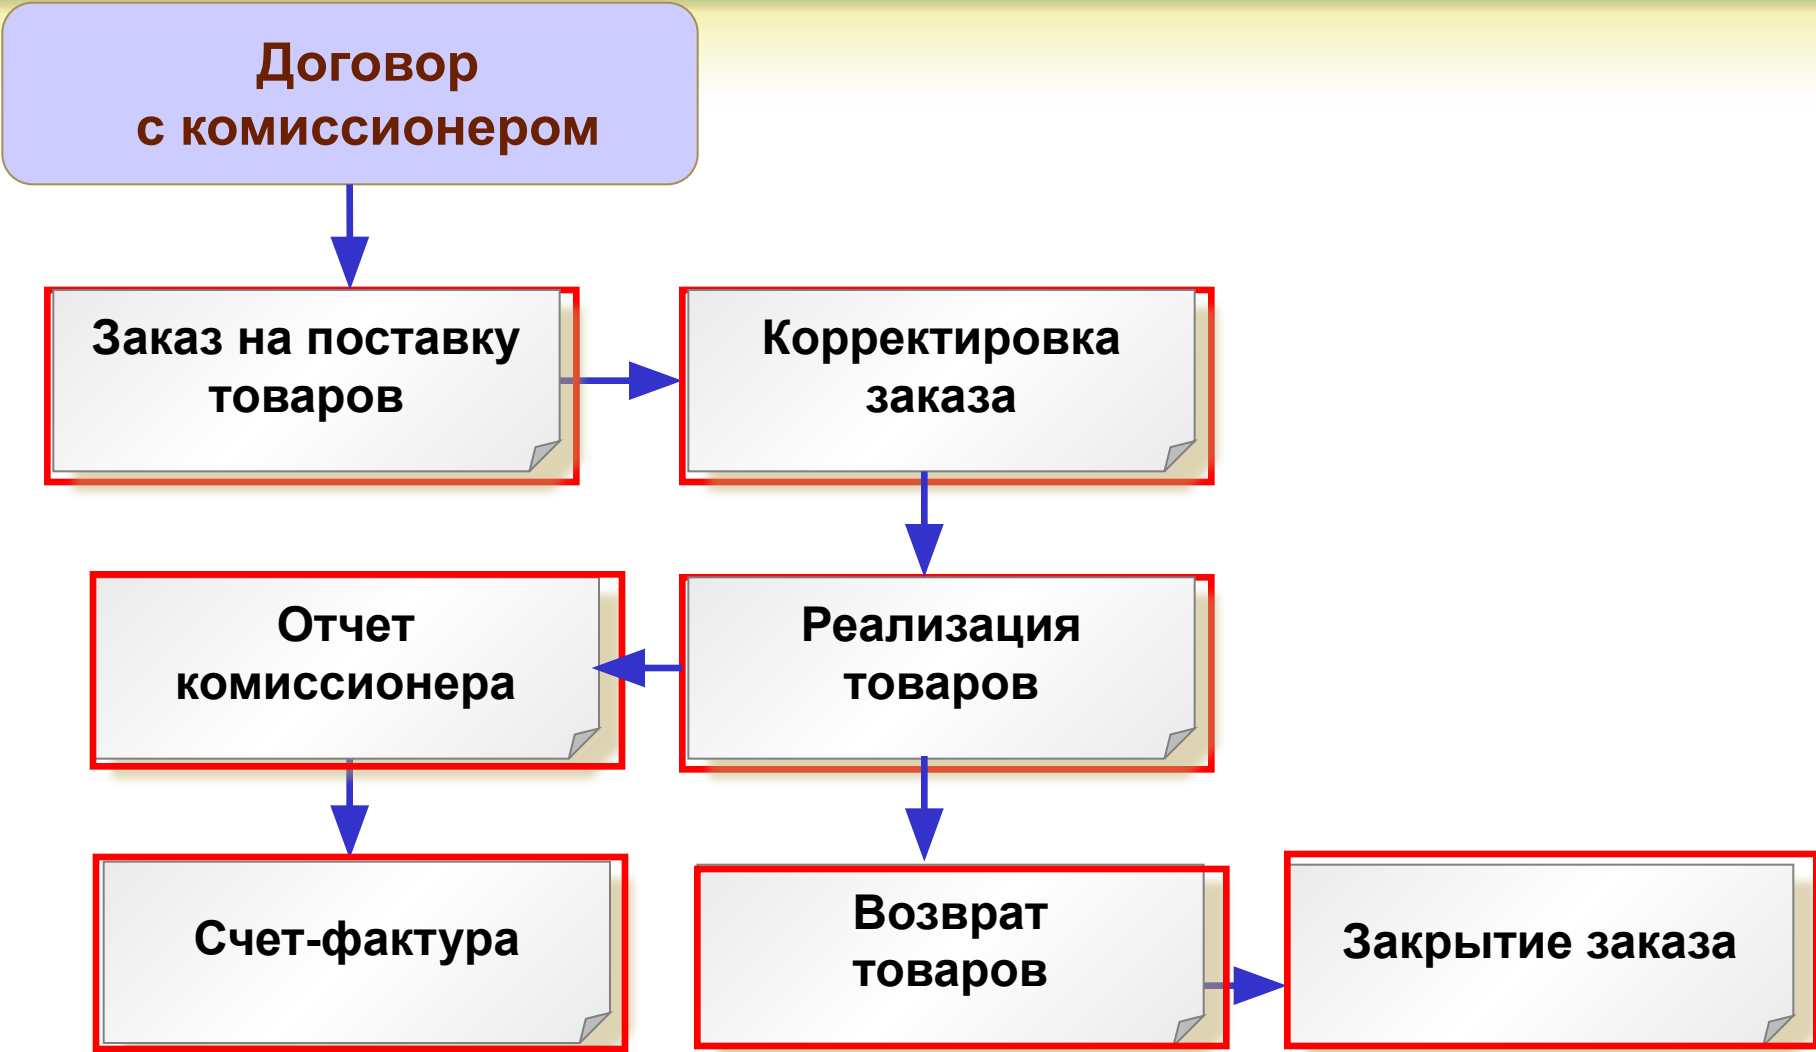 Договор
с комиссионером
Заказ на поставку
товаров
Корректировка
заказа
Отчет
комиссионера
Реализация
товаров
Счет-фактура
Возврат
товаров
Закрытие заказа